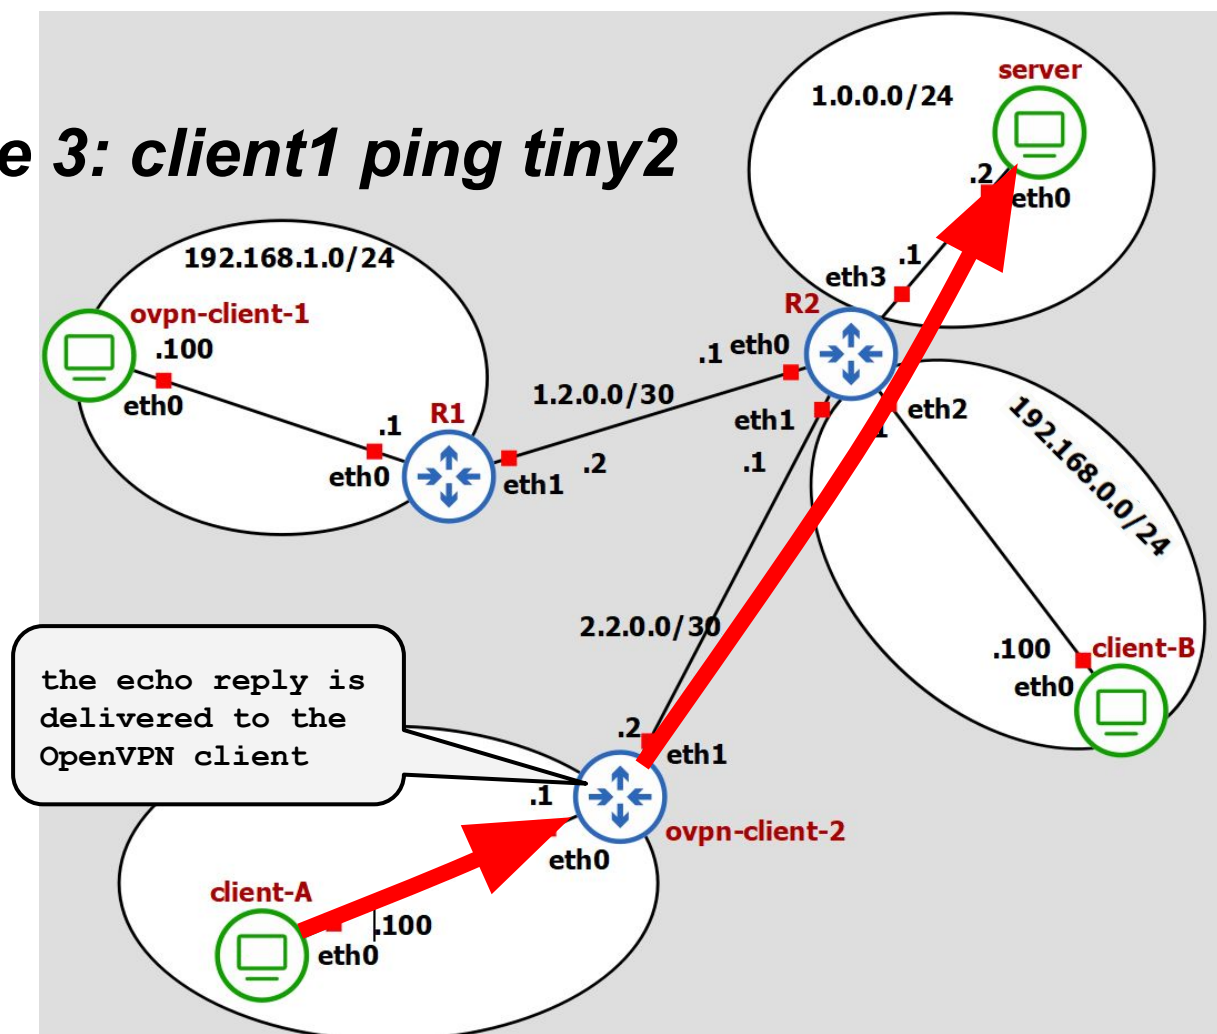 server
1.0.0.0/24
e 3: client1 ping tiny2
.2
eth0
192.168.1.0/24
.1
eth3
R2
ovpn-client-1
.100
eth0
.1 eth0
1.2.0.0/30
eth1
.1
eth2
.1
192.168.0.0/24
R1
.1
eth0
eth1
.2
2.2.0.0/30
.100
client-B
eth0
the echo reply is
delivered to the
OpenVPN client
.2
eth1
.1
ovpn-client-2
eth0
client-A
.100
eth0